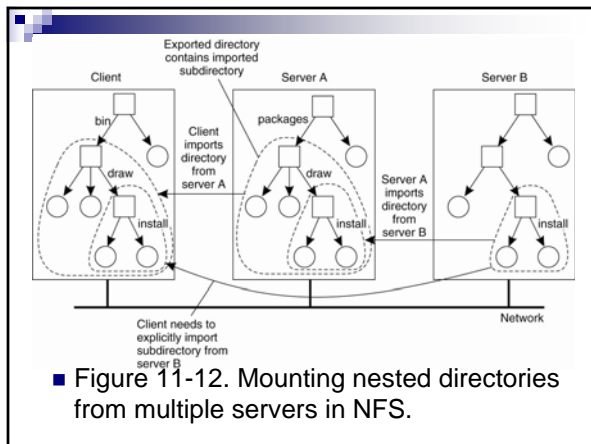 Exported directory
contains imported
subdirectory
Client
Server A
Server B
bin
packages
Client
imports
directory
from
server A
draw
draw
Server A
imports
directory
from
server B
install
install
install
Network
Client needs to
explicitly import
subdirectory from
server B
Figure 11-12. Mounting nested directories
from multiple servers in NFS.